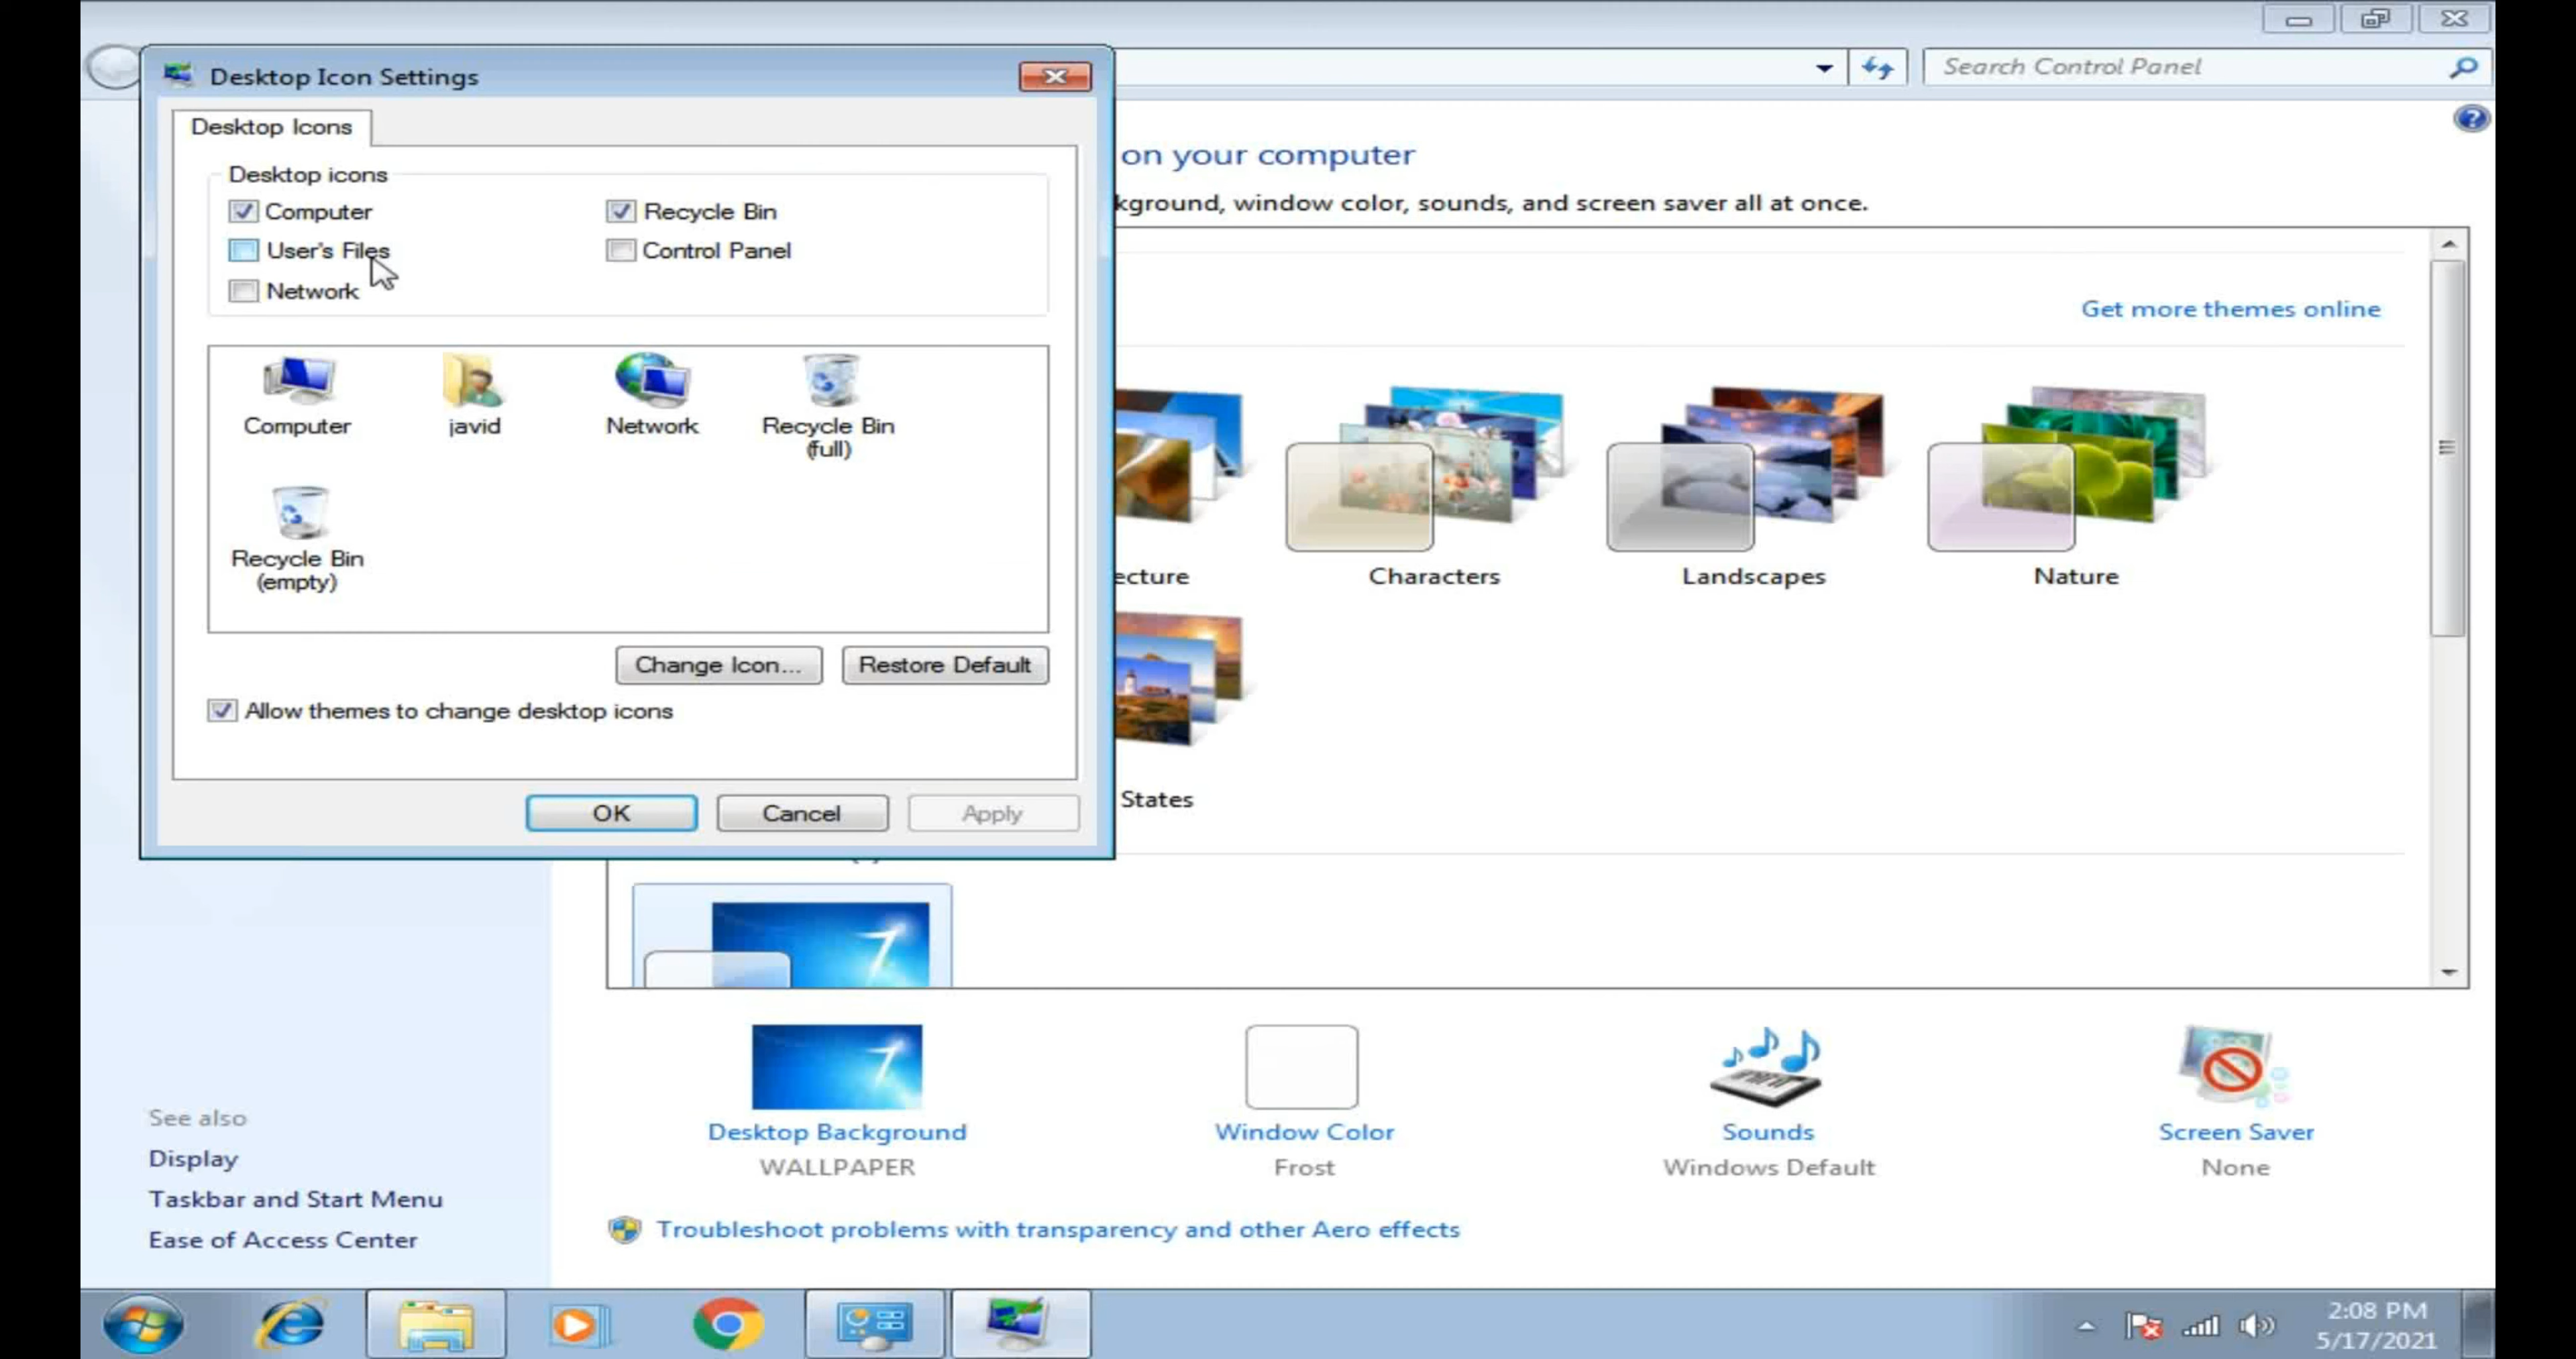 Desktop Icon Settings
Search Control Panel
Desktop Icons
on your computer
Desktop icons
kground, window color, sounds, and screen saver all at once.
Computer
Recycle Bin
User's Files
Control Panel
Network
Get more themes online
Computer
javid
Network
Recycle Bin
(full)
Recycle Bin
(empty)
ecture
Characters
Landscapes
Nature
Change Icon...
Restore Default
Allow themes to change desktop icons
States
OK
Cancel
Apply
See also
Display
Taskbar and Start Menu
Ease of Access Center
Desktop Background
WALLPAPER
Window Color
Frost
Sounds
Windows Default
Screen Saver
None
Troubleshoot problems with transparency and other Aero effects
2:08 PM
5/17/2021